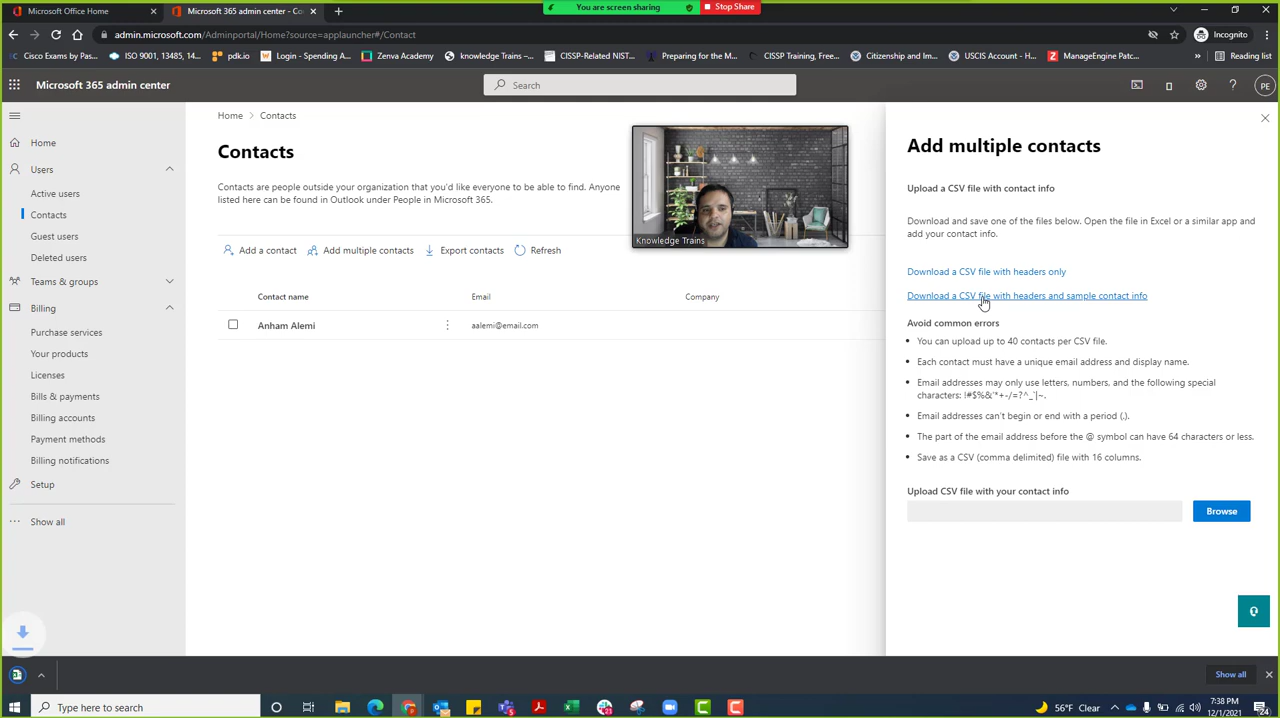 Microsoft Office Home
Microsoft 365 admin center - Co
You are screen sharing
Stop Share
admin.microsoft.com/Adminportal/Home?source=applauncher#/Contact
Incognito
Cisco Exams by Pass...
ISO 9001, 13485, 14...
pdk.io
Login - Spending A...
Zenva Academy
knowledge Trains –...
CISSP-Related NIST...
Preparing for the M...
CISSP Training, Free...
Citizenship and Im...
USCIS Account - H...
ManageEngine Patc...
Reading list
Microsoft 365 admin center
Search
PE
Home
Users
Active users
Contacts
Guest users
Deleted users
Teams & groups
Billing
Purchase services
Your products
Licenses
Bills & payments
Billing accounts
Payment methods
Billing notifications
Setup
Show all
Home > Contacts
Contacts
Contacts are people outside your organization that you'd like everyone to be able to find. Anyone
listed here can be found in Outlook under People in Microsoft 365.
Add a contact
Add multiple contacts
Export contacts
Refresh
Contact name
Email
Company
Anham Alemi
aalemi@email.com
Knowledge Trains
Add multiple contacts
Upload a CSV file with contact info
Download and save one of the files below. Open the file in Excel or a similar app and
add your contact info.
Download a CSV file with headers only
Download a CSV file with headers and sample contact info
Avoid common errors
• You can upload up to 40 contacts per CSV file.
• Each contact must have a unique email address and display name.
• Email addresses may only use letters, numbers, and the following special
characters: !#$%&'*+-/=?^_`|~.
• Email addresses can't begin or end with a period (.).
• The part of the email address before the @ symbol can have 64 characters or less.
• Save as a CSV (comma delimited) file with 16 columns.
Upload CSV file with your contact info
Browse
Show all
Type here to search
56°F Clear
7:38 PM
12/1/2021
24